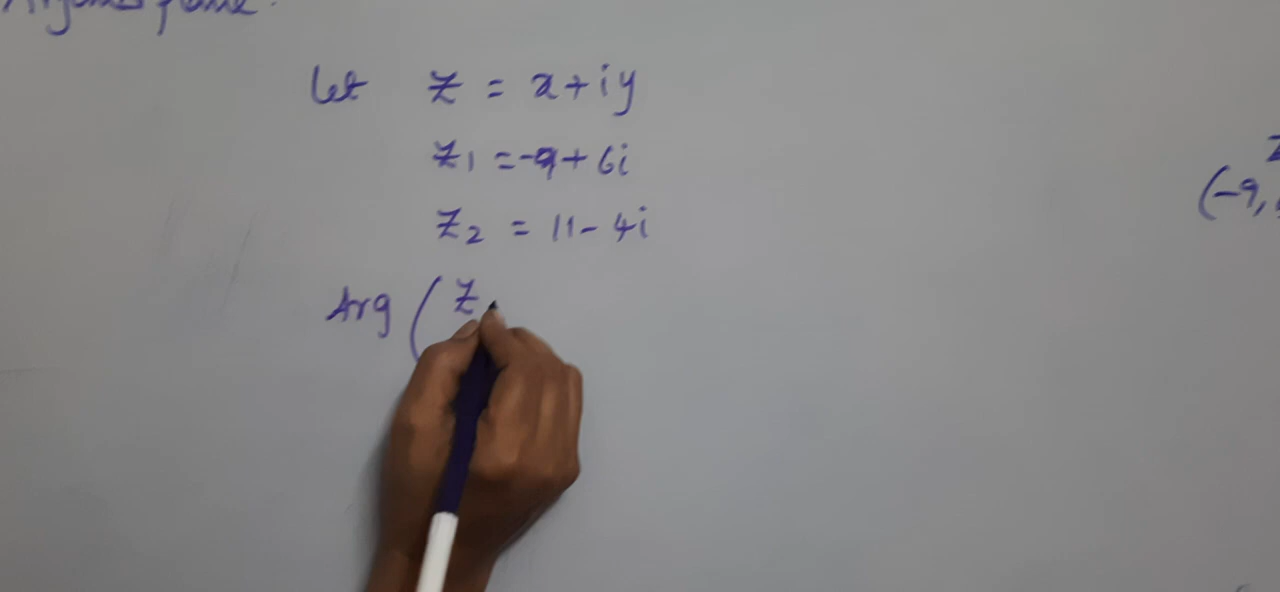 Let z = x + iy
z1 = -9 + 6i
z2 = 11 - 4i
Arg ( z
z
(-9,